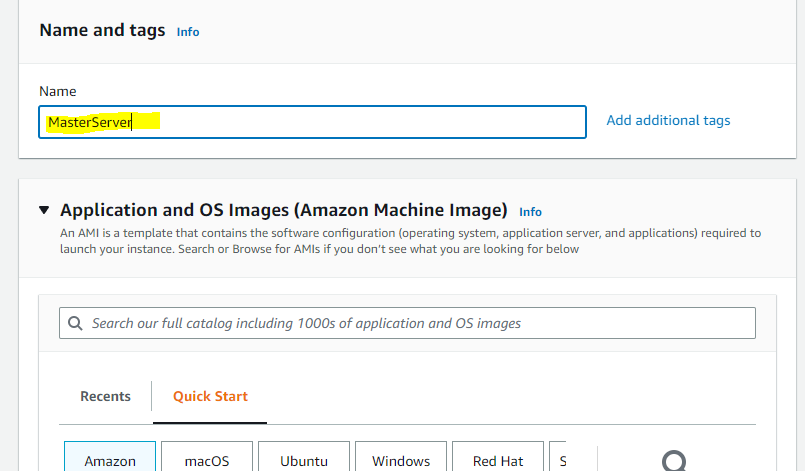 Name and tags Info
Name
MasterServer
Add additional tags
Application and OS Images (Amazon Machine Image) Info
An AMI is a template that contains the software configuration (operating system, application server, and applications) required to
launch your instance. Search or Browse for AMIs if you don't see what you are looking for below
Search our full catalog including 1000s of application and OS images
Recents Quick Start
Amazon macOS Ubuntu Windows Red Hat S